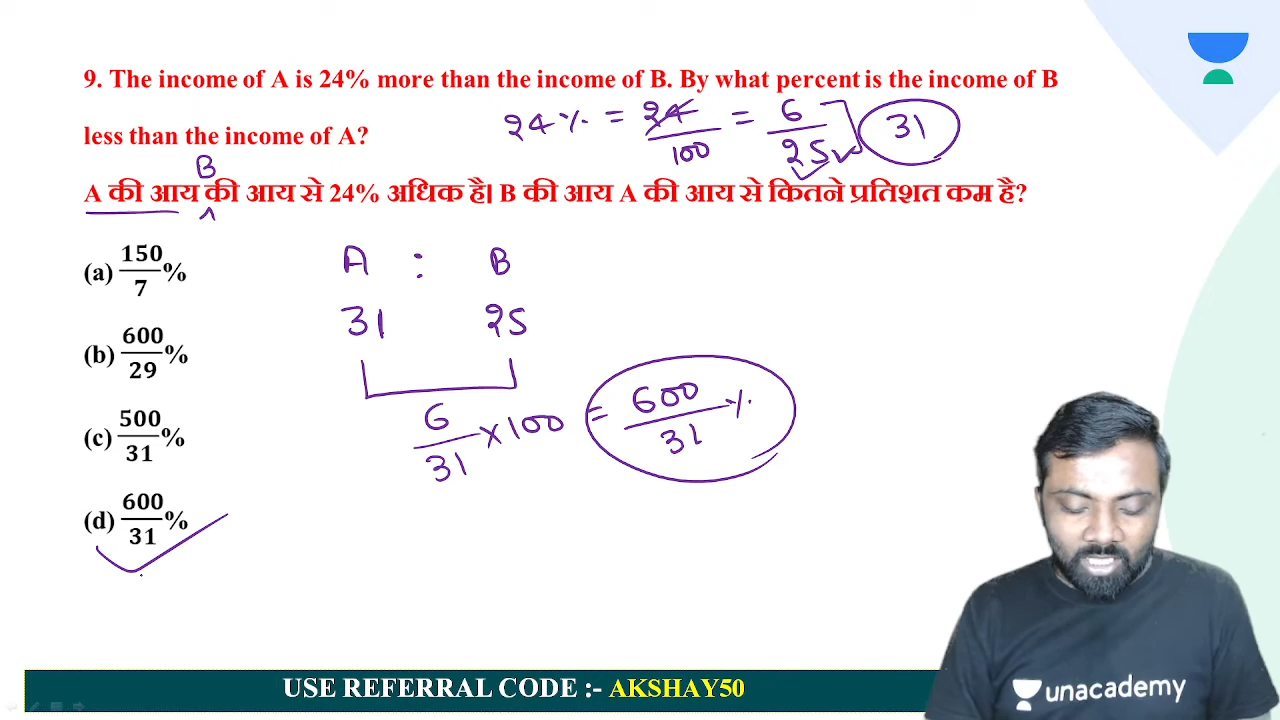 9. The income of A is 24% more than the income of B. By what percent is the income of B
24% = 24/100 = 6/25 31
less than the income of A?
B
A की आय की आय से 24% अधिक है। B की आय A की आय से कितने प्रतिशत कम है?
A : B
(a) 150/7%
31 25
(b) 600/29%
6/31 × 100 = 600/31 %
(c) 500/31%
(d) 600/31%
USE REFERRAL CODE :- AKSHAY50
unacademy